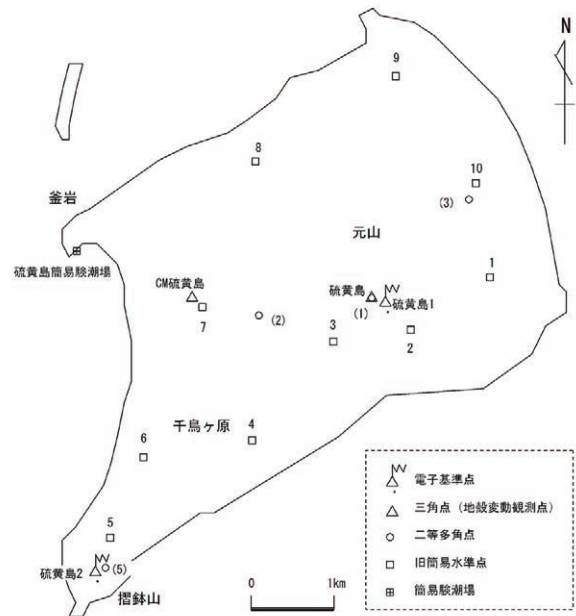 N
9
8
10
(3)
釜岩
元山
硫黄島簡易験潮場
1
CM硫黄島
硫黄島
硫黄島1
(1)
7
(2)
3
2
千鳥ヶ原
4
6
5
硫黄島2
(5)
摺鉢山
0
1km
電子基準点
三角点（地殻変動観測点）
二等多角点
旧簡易水準点
簡易験潮場